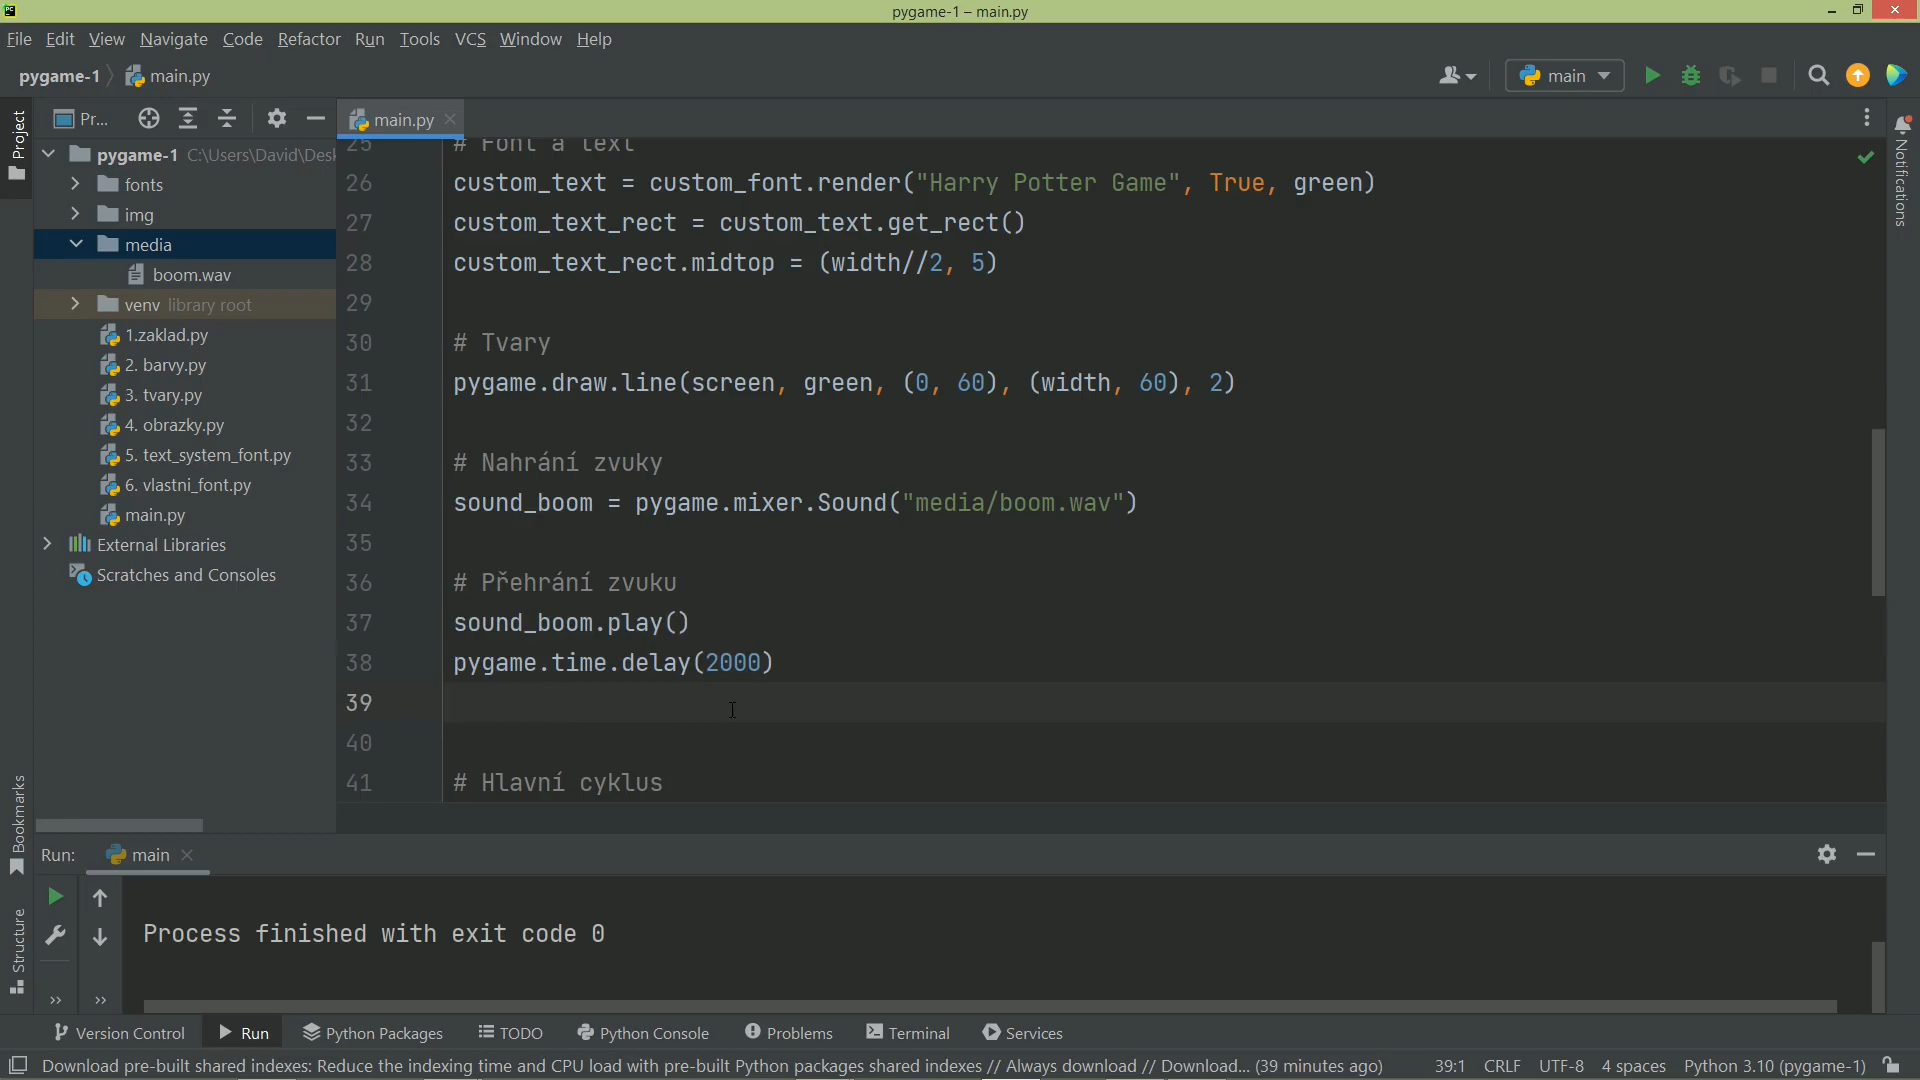 pygame-1 – main.py
File Edit View Navigate Code Refactor Run Tools VCS Window Help
pygame-1 main.py
main
Project
Pr...
main.py
Notifications
pygame-1 C:\Users\David\Des
fonts
img
media
boom.wav
venv library root
1.zaklad.py
2. barvy.py
3. tvary.py
4. obrazky.py
5. text_system_font.py
6. vlastni_font.py
main.py
External Libraries
Scratches and Consoles
25 # Font a text
26 custom_text = custom_font.render("Harry Potter Game", True, green)
27 custom_text_rect = custom_text.get_rect()
28 custom_text_rect.midtop = (width//2, 5)
29
30 # Tvary
31 pygame.draw.line(screen, green, (0, 60), (width, 60), 2)
32
33 # Nahrání zvuky
34 sound_boom = pygame.mixer.Sound("media/boom.wav")
35
36 # Přehrání zvuku
37 sound_boom.play()
38 pygame.time.delay(2000)
39
40
41 # Hlavní cyklus
Bookmarks
Structure
Run: main
Process finished with exit code 0
Version Control Run Python Packages TODO Python Console Problems Terminal Services
Download pre-built shared indexes: Reduce the indexing time and CPU load with pre-built Python packages shared indexes // Always download // Download... (39 minutes ago) 39:1 CRLF UTF-8 4 spaces Python 3.10 (pygame-1)